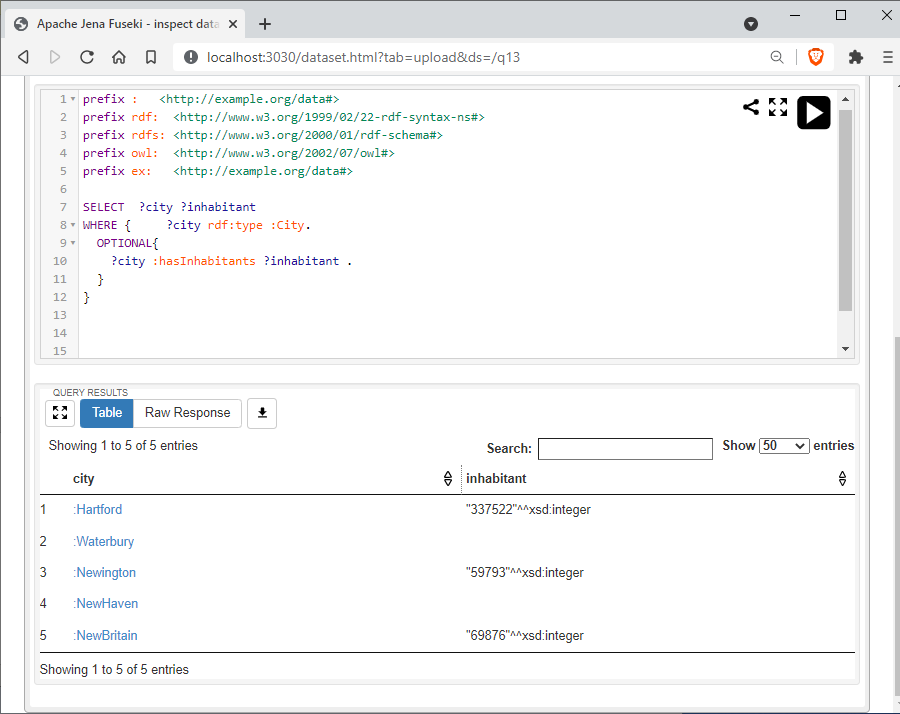 Apache Jena Fuseki - inspect data
localhost:3030/dataset.html?tab=upload&ds=/q13
1 prefix :   <http://example.org/data#>
2 prefix rdf:  <http://www.w3.org/1999/02/22-rdf-syntax-ns#>
3 prefix rdfs: <http://www.w3.org/2000/01/rdf-schema#>
4 prefix owl:  <http://www.w3.org/2002/07/owl#>
5 prefix ex:   <http://example.org/data#>
6
7 SELECT  ?city ?inhabitant
8 WHERE {     ?city rdf:type :City.
9   OPTIONAL{
10     ?city :hasInhabitants ?inhabitant .
11   }
12 }
13
14
15
QUERY RESULTS
Table Raw Response
Showing 1 to 5 of 5 entries Search: Show 50 entries
city inhabitant
1 :Hartford "337522"^^xsd:integer
2 :Waterbury
3 :Newington "59793"^^xsd:integer
4 :NewHaven
5 :NewBritain "69876"^^xsd:integer
Showing 1 to 5 of 5 entries